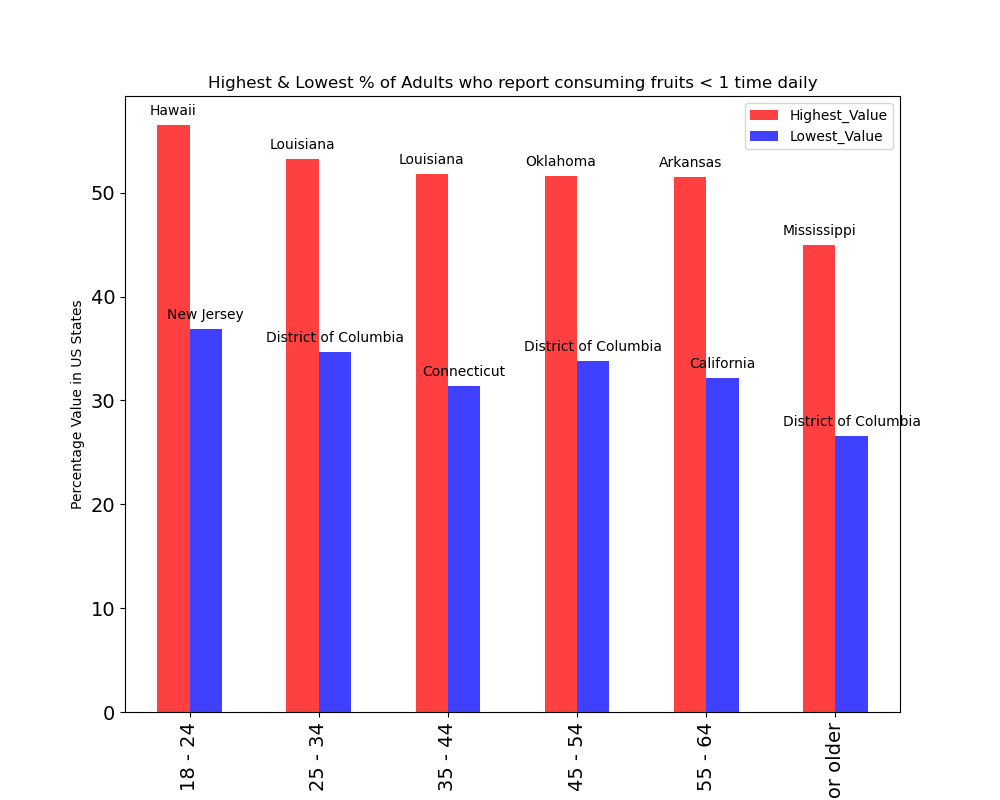 Highest & Lowest % of Adults who report consuming fruits < 1 time daily
Hawaii
Highest_Value
Lowest_Value
Louisiana
Louisiana
Oklahoma
Arkansas
Mississippi
New Jersey
District of Columbia
Connecticut
District of Columbia
California
District of Columbia
Percentage Value in US States
50
40
30
20
10
0
18 - 24
25 - 34
35 - 44
45 - 54
55 - 64
or older